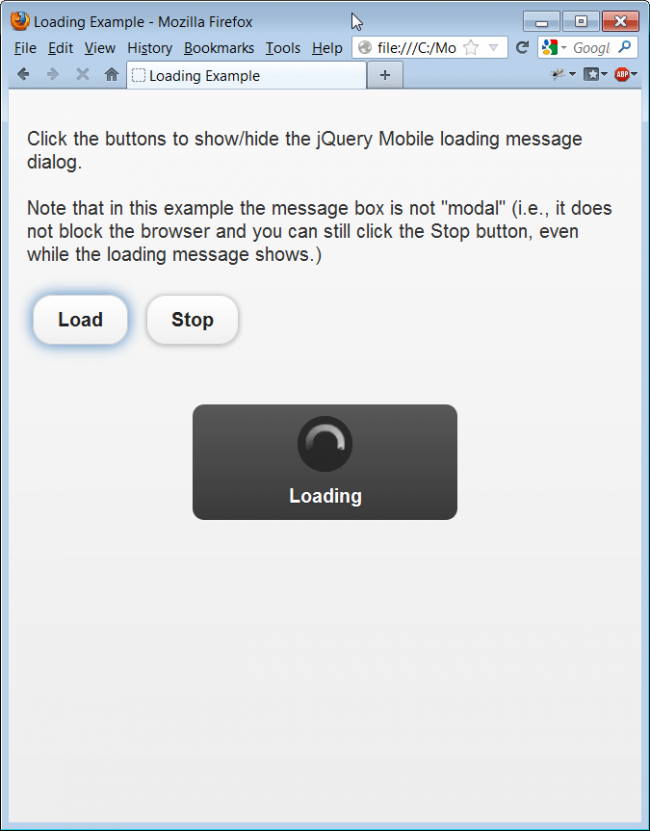 Loading Example - Mozilla Firefox
File Edit View History Bookmarks Tools Help file:///C:/Mo Googl
Loading Example
ABP
Click the buttons to show/hide the jQuery Mobile loading message
dialog.
Note that in this example the message box is not "modal" (i.e., it does
not block the browser and you can still click the Stop button, even
while the loading message shows.)
Load Stop
Loading